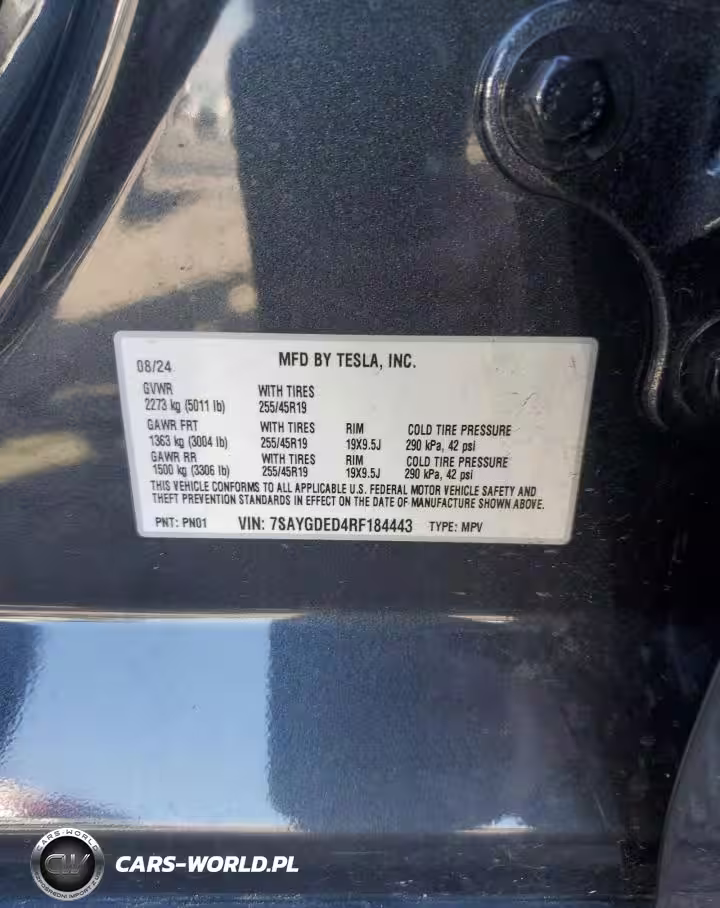 08/24 MFD BY TESLA, INC.
GVWR WITH TIRES
2273 kg (5011 lb) 255/45R19
GAWR FRT WITH TIRES RIM COLD TIRE PRESSURE
1363 kg (3004 lb) 255/45R19 19X9.5J 290 kPa, 42 psi
GAWR RR WITH TIRES RIM COLD TIRE PRESSURE
1500 kg (3306 lb) 255/45R19 19X9.5J 290 kPa, 42 psi
THIS VEHICLE CONFORMS TO ALL APPLICABLE U.S. FEDERAL MOTOR VEHICLE SAFETY AND
THEFT PREVENTION STANDARDS IN EFFECT ON THE DATE OF MANUFACTURE SHOWN ABOVE.
PNT: PN01 VIN: 7SAYGDED4RF184443 TYPE: MPV
CARS-WORLD
CW
CARS-WORLD.PL